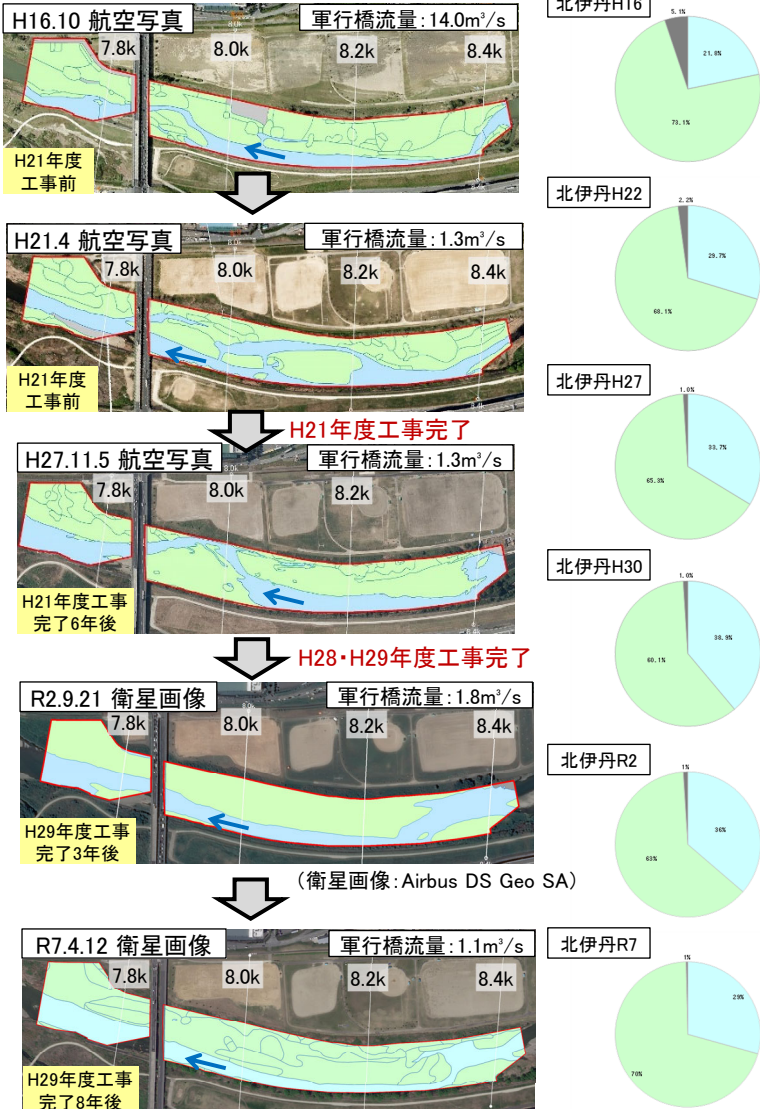 H16.10 航空写真
軍行橋流量:14.0m³/s
7.8k
8.0k
8.2k
8.4k
H21年度
工事前
H21.4 航空写真
軍行橋流量:1.3m³/s
7.8k
8.0k
8.2k
8.4k
H21年度
工事前
H21年度工事完了
H27.11.5 航空写真
軍行橋流量:1.3m³/s
7.8k
8.0k
8.2k
H21年度工事
完了6年後
H28・H29年度工事完了
R2.9.21 衛星画像
軍行橋流量:1.8m³/s
7.8k
8.0k
8.2k
8.4k
H29年度工事
完了3年後
(衛星画像:Airbus DS Geo SA)
R7.4.12 衛星画像
軍行橋流量:1.1m³/s
7.8k
8.0k
8.2k
8.4k
H29年度工事
完了8年後
北伊丹H16
5.1%
21.8%
73.1%
北伊丹H22
2.2%
29.7%
68.1%
北伊丹H27
1.0%
33.7%
65.3%
北伊丹H30
1.0%
38.9%
60.1%
北伊丹R2
1%
36%
63%
北伊丹R7
1%
29%
70%